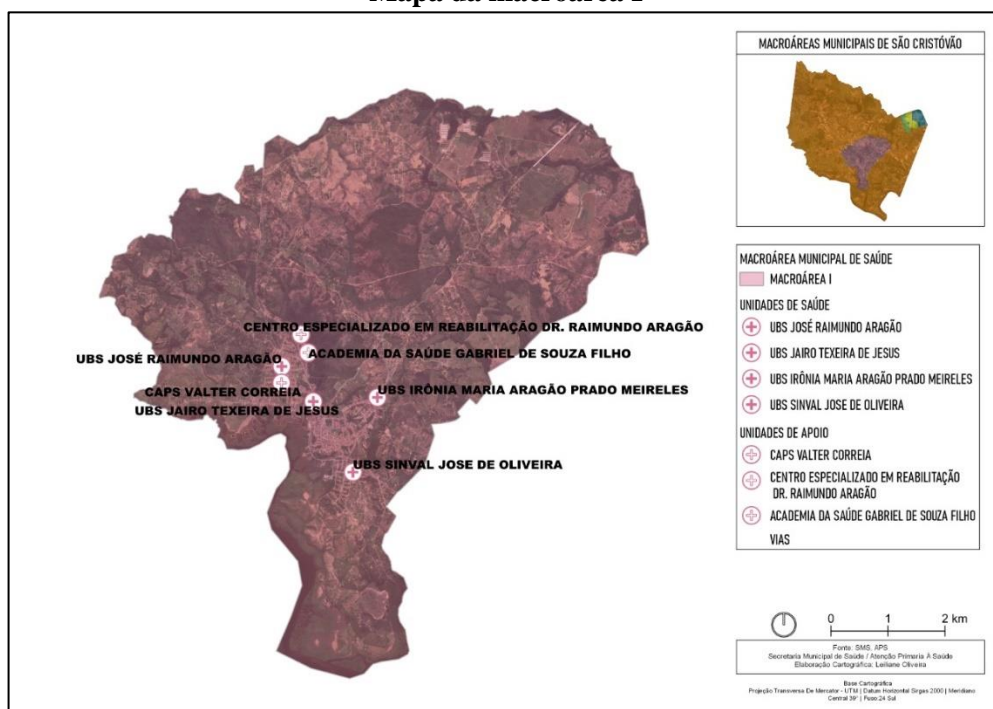 Mapa da macroárea I
MACROÁREAS MUNICIPAIS DE SÃO CRISTÓVÃO
CENTRO ESPECIALIZADO EM REABILITAÇÃO DR. RAIMUNDO ARAGÃO
ACADEMIA DA SAÚDE GABRIEL DE SOUZA FILHO
UBS JOSÉ RAIMUNDO ARAGÃO
CAPS VALTER CORREIA
UBS IRÔNIA MARIA ARAGÃO PRADO MEIRELES
UBS JAIRO TEXEIRA DE JESUS
UBS SINVAL JOSE DE OLIVEIRA
MACROÁREA MUNICIPAL DE SAÚDE
MACROÁREA I
UNIDADES DE SAÚDE
UBS JOSÉ RAIMUNDO ARAGÃO
UBS JAIRO TEXEIRA DE JESUS
UBS IRÔNIA MARIA ARAGÃO PRADO MEIRELES
UBS SINVAL JOSE DE OLIVEIRA
UNIDADES DE APOIO
CAPS VALTER CORREIA
CENTRO ESPECIALIZADO EM REABILITAÇÃO
DR. RAIMUNDO ARAGÃO
ACADEMIA DA SAÚDE GABRIEL DE SOUZA FILHO
VIAS
0 1 2 km
Fonte: SMS, APS
Secretaria Municipal de Saúde / Atenção Primaria À Saúde
Elaboração Cartográfica: Leiliane Oliveira
Base Cartográfica
Projeção Transversa De Mercator - UTM | Datum Horizontal Sirgas 2000 | Meridiano
Central 39° | Fuso 24 Sul